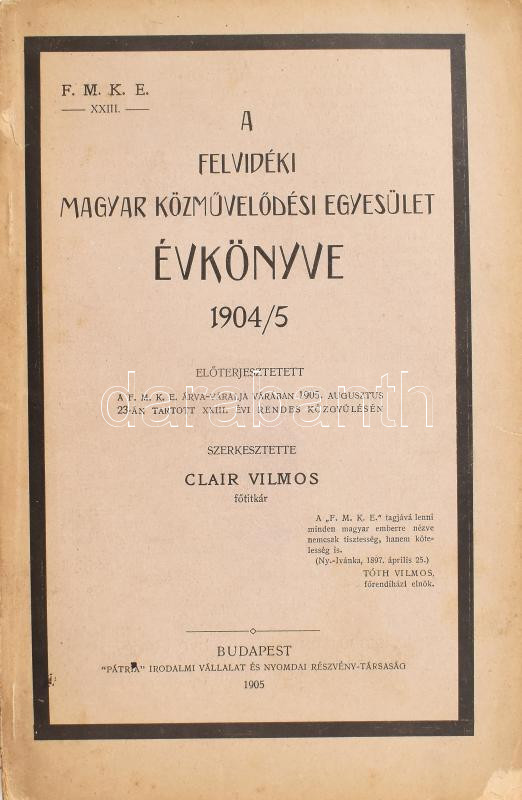 F. M. K. E.
XXIII.
A
FELVIDÉKI
MAGYAR KÖZMŰVELŐDÉSI EGYESÜLET
ÉVKÖNYVE
1904/5
ELŐTERJESZTETETT
A F. M. K. E. ÁRVA-VÁRALJA VÁRÁBAN 1905. AUGUSZTUS
23-ÁN TARTOTT XXIII. ÉVI RENDES KÖZGYÜLÉSÉN
darabanth
SZERKESZTETTE
CLAIR VILMOS
főtitkár
A „F. M. K. E." tagjává lenni
minden magyar emberre nézve
nemcsak tisztesség, hanem köte-
lesség is.
(Ny.-Ivánka, 1897. április 25.)
TÓTH VILMOS,
főrendiházi elnök.
BUDAPEST
"PÁTRIA" IRODALMI VÁLLALAT ÉS NYOMDAI RÉSZVÉNY-TÁRSASÁG
1905